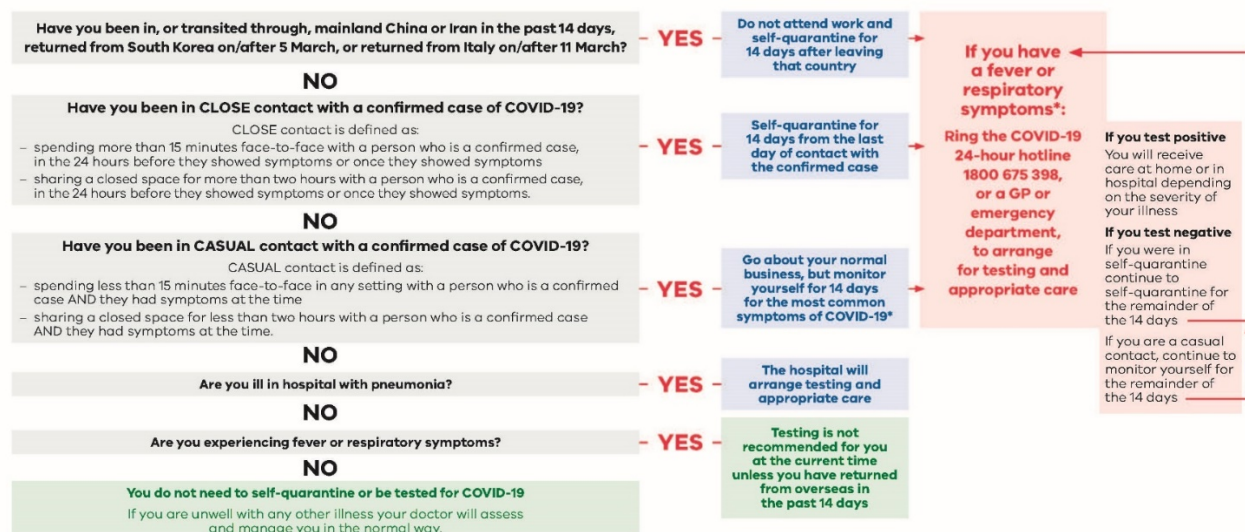 Have you been in, or transited through, mainland China or Iran in the past 14 days,
returned from South Korea on/after 5 March, or returned from Italy on/after 11 March?
YES
Do not attend work and
self-quarantine for
14 days after leaving
that country
NO
Have you been in CLOSE contact with a confirmed case of COVID-19?
CLOSE contact is defined as:
– spending more than 15 minutes face-to-face with a person who is a confirmed case,
in the 24 hours before they showed symptoms or once they showed symptoms
– sharing a closed space for more than two hours with a person who is a confirmed case,
in the 24 hours before they showed symptoms or once they showed symptoms.
YES
Self-quarantine for
14 days from the last
day of contact with
the confirmed case
NO
Have you been in CASUAL contact with a confirmed case of COVID-19?
CASUAL contact is defined as:
– spending less than 15 minutes face-to-face in any setting with a person who is a confirmed
case AND they had symptoms at the time
– sharing a closed space for less than two hours with a person who is a confirmed case
AND they had symptoms at the time.
YES
Go about your normal
business, but monitor
yourself for 14 days
for the most common
symptoms of COVID-19*
NO
Are you ill in hospital with pneumonia?
YES
The hospital will
arrange testing and
appropriate care
NO
Are you experiencing fever or respiratory symptoms?
YES
Testing is not
recommended for you
at the current time
unless you have returned
from overseas in
the past 14 days
NO
You do not need to self-quarantine or be tested for COVID-19
If you are unwell with any other illness your doctor will assess
and manage you in the normal way.
If you have
a fever or
respiratory
symptoms*:
Ring the COVID-19
24-hour hotline
1800 675 398,
or a GP or
emergency
department,
to arrange
for testing and
appropriate care
If you test positive
You will receive
care at home or in
hospital depending
on the severity of
your illness
If you test negative
If you were in
self-quarantine
continue to
self-quarantine for
the remainder of
the 14 days
If you are a casual
contact, continue to
monitor yourself for
the remainder of
the 14 days